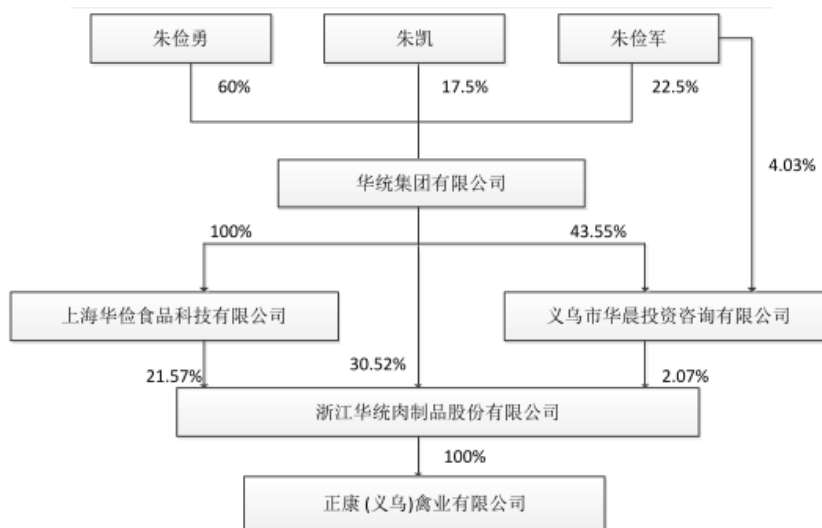 朱俭勇
朱凯
朱俭军
60%
17.5%
22.5%
4.03%
华统集团有限公司
100%
43.55%
上海华俭食品科技有限公司
义乌市华晨投资咨询有限公司
21.57%
30.52%
2.07%
浙江华统肉制品股份有限公司
100%
正康 (义乌)禽业有限公司